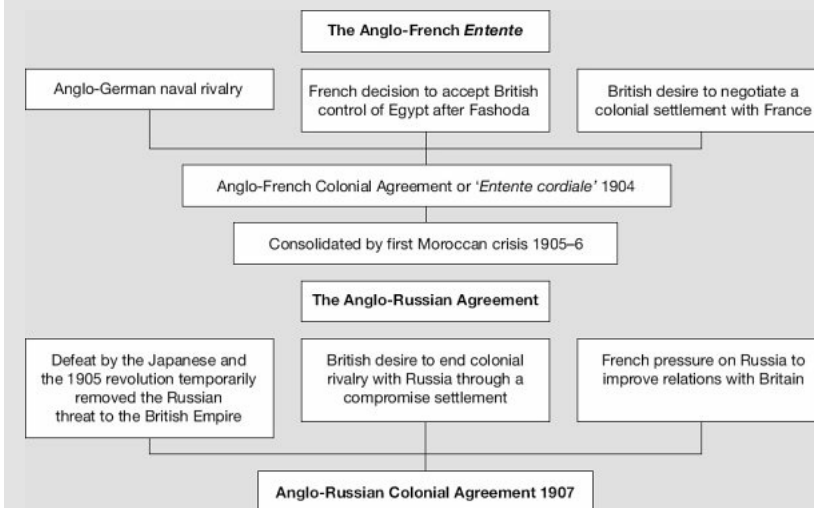 The Anglo-French Entente
Anglo-German naval rivalry
French decision to accept British
control of Egypt after Fashoda
British desire to negotiate a
colonial settlement with France
Anglo-French Colonial Agreement or ‘Entente cordiale’ 1904
Consolidated by first Moroccan crisis 1905–6
The Anglo-Russian Agreement
Defeat by the Japanese and
the 1905 revolution temporarily
removed the Russian
threat to the British Empire
British desire to end colonial
rivalry with Russia through a
compromise settlement
French pressure on Russia to
improve relations with Britain
Anglo-Russian Colonial Agreement 1907